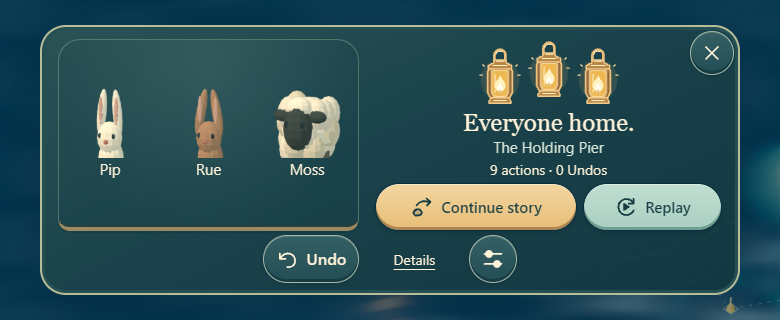 Pip
Rue
Moss
Everyone home.
The Holding Pier
9 actions · 0 Undos
Continue story
Replay
Undo
Details